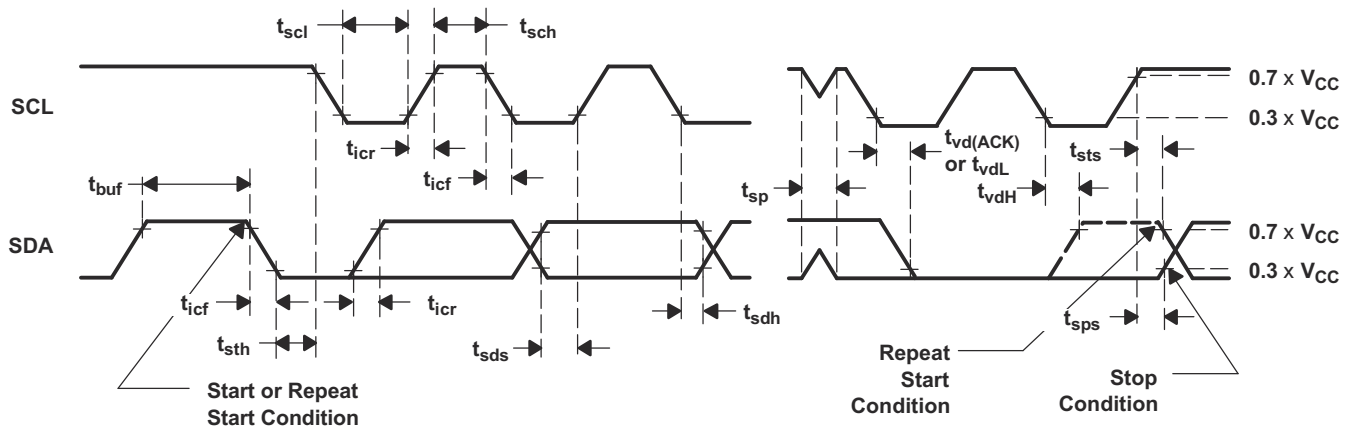 tscl
tsch
SCL
0.7 x VCC
0.3 x VCC
ticr
tvd(ACK)
or tvdL
tsts
tbuf
ticf
tsp
tvdH
SDA
0.7 x VCC
0.3 x VCC
ticf
ticr
tsdh
tsps
tsth
tsds
Start or Repeat
Start Condition
Repeat
Start
Condition
Stop
Condition